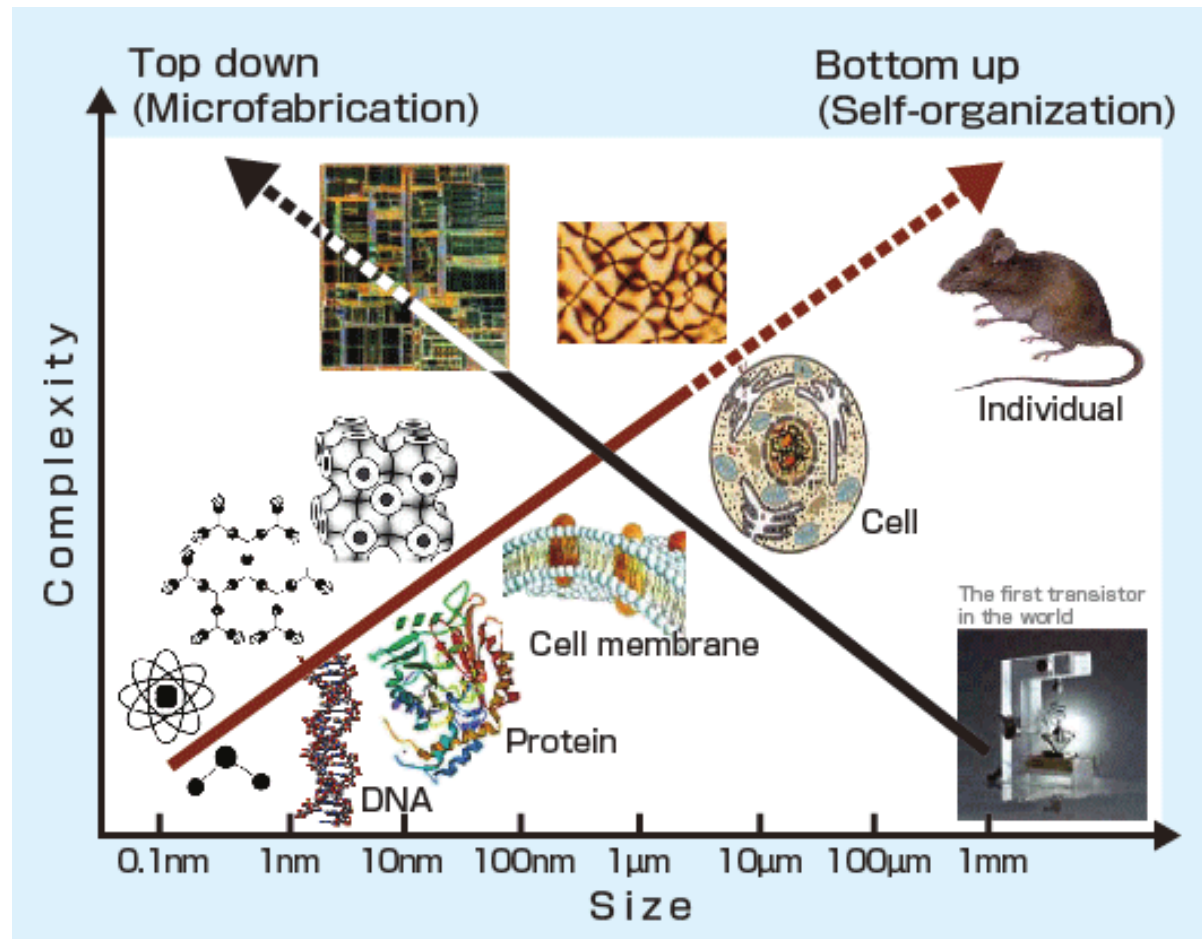 Top down
(Microfabrication)
Bottom up
(Self-organization)
Complexity
Individual
Cell
The first transistor
in the world
Cell membrane
Protein
DNA
0.1nm
1nm
10nm
100nm
1μm
10μm
100μm
1mm
Size